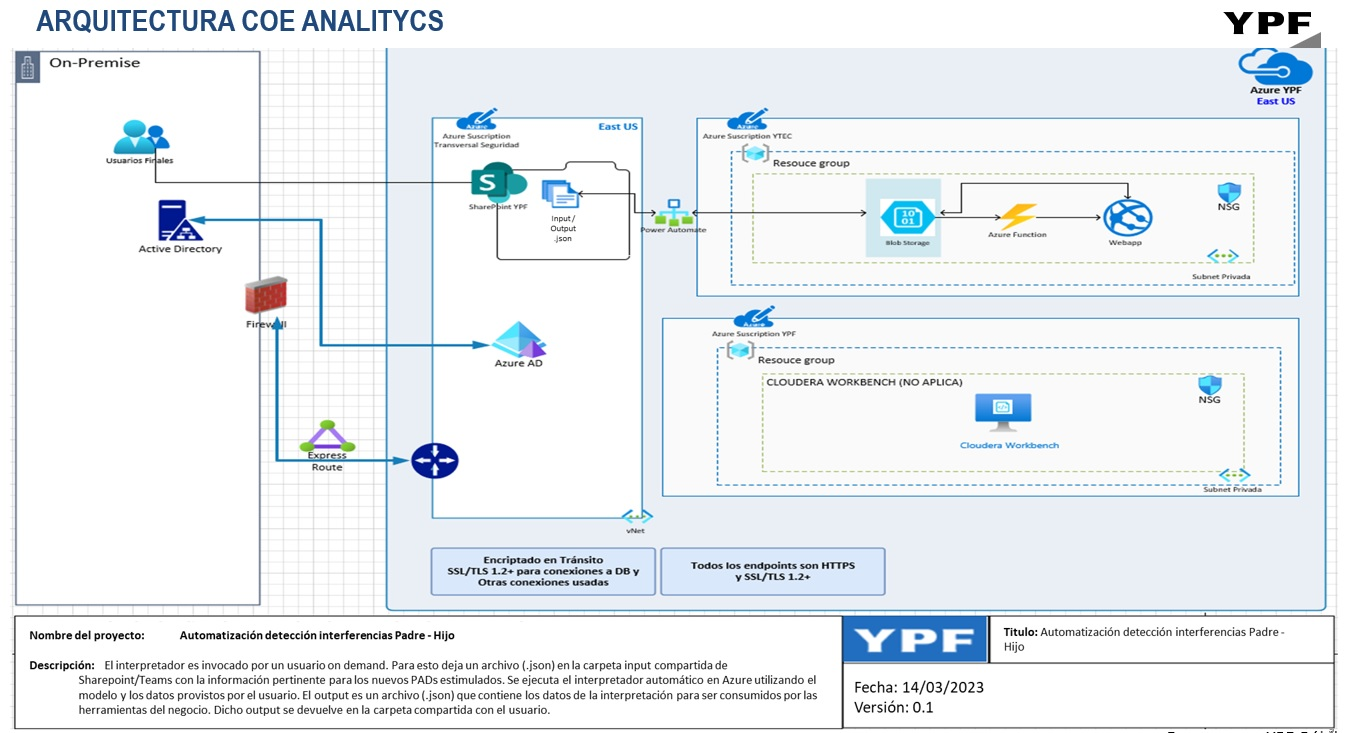 ARQUITECTURA COE ANALITYCS
YPF
On-Premise
Azure YPF
East US
Usuarios Finales
Active Directory
Firewall
Express
Route
Azure
Azure Suscription
Transversal Seguridad
East US
S
SharePoint YPF
Input /
Output
.json
Power Automate
Azure AD
vNet
Azure
Azure Suscription YTEC
Resouce group
10
01
Blob Storage
Azure Function
Webapp
NSG
Subnet Privada
Azure
Azure Suscription YPF
Resouce group
CLOUDERA WORKBENCH (NO APLICA)
NSG
Cloudera Workbench
Subnet Privada
Encriptado en Tránsito
SSL/TLS 1.2+ para conexiones a DB y
Otras conexiones usadas
Todos los endpoints son HTTPS
y SSL/TLS 1.2+
Nombre del proyecto: Automatización detección interferencias Padre - Hijo
Descripción: El interpretador es invocado por un usuario on demand. Para esto deja un archivo (.json) en la carpeta input compartida de
Sharepoint/Teams con la información pertinente para los nuevos PADs estimulados. Se ejecuta el interpretador automático en Azure utilizando el
modelo y los datos provistos por el usuario. El output es un archivo (.json) que contiene los datos de la interpretación para ser consumidos por las
herramientas del negocio. Dicho output se devuelve en la carpeta compartida con el usuario.
YPF
Titulo: Automatización detección interferencias Padre -
Hijo
Fecha: 14/03/2023
Versión: 0.1